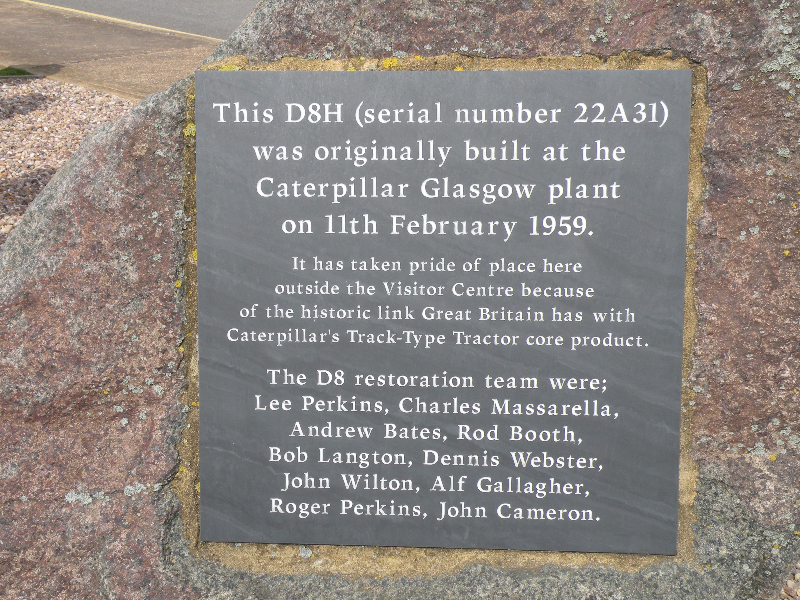 This D8H (serial number 22A31)
was originally built at the
Caterpillar Glasgow plant
on 11th February 1959.
It has taken pride of place here
outside the Visitor Centre because
of the historic link Great Britain has with
Caterpillar's Track-Type Tractor core product.
The D8 restoration team were;
Lee Perkins, Charles Massarella,
Andrew Bates, Rod Booth,
Bob Langton, Dennis Webster,
John Wilton, Alf Gallagher,
Roger Perkins, John Cameron.